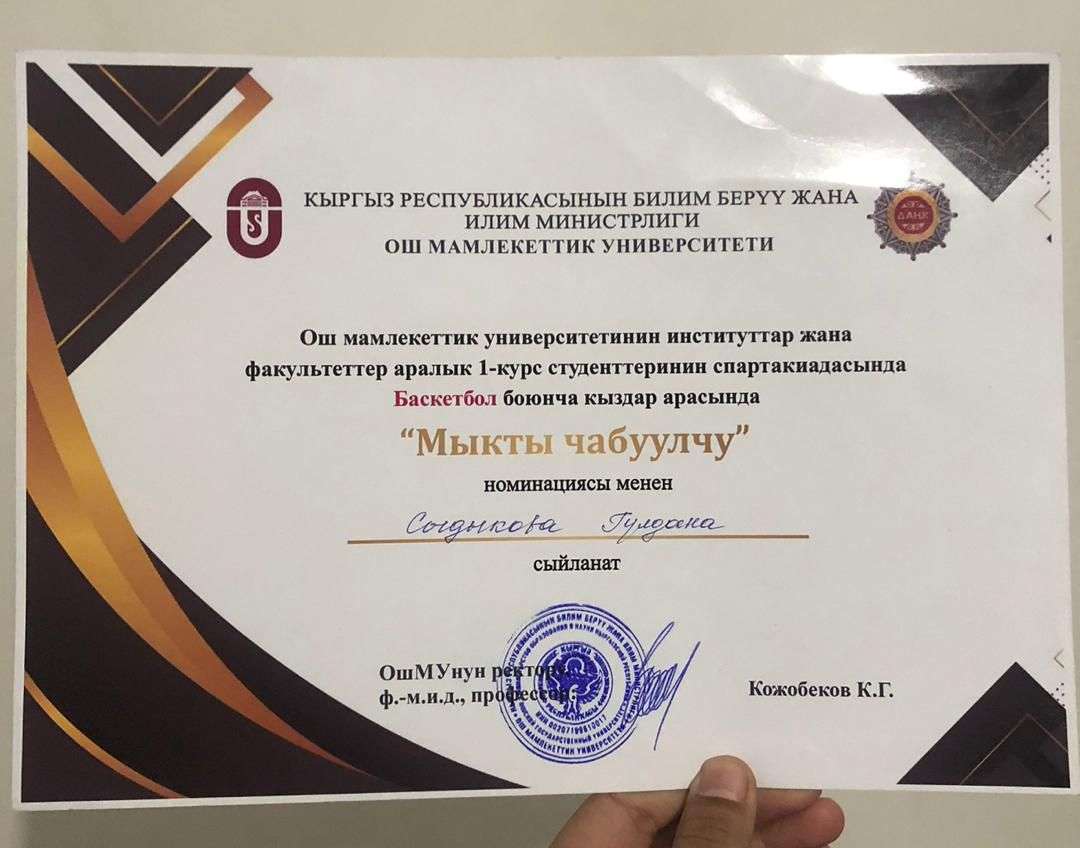 КЫРГЫЗ РЕСПУБЛИКАСЫНЫН БИЛИМ БЕРҮҮ ЖАНА
ИЛИМ МИНИСТРЛИГИ
ОШ МАМЛЕКЕТТИК УНИВЕРСИТЕТИ
ДАНК
Ош мамлекеттик университетинин институттар жана
факультеттер аралык 1-курс студенттеринин спартакиадасында
Баскетбол боюнча кыздар арасында
“Мыкты чабуулчу”
номинациясы менен
Сыдыкова Гулдана
сыйланат
ОшМУнун ректору
ф.-м.и.д., профессор:
Кожобеков К.Г.